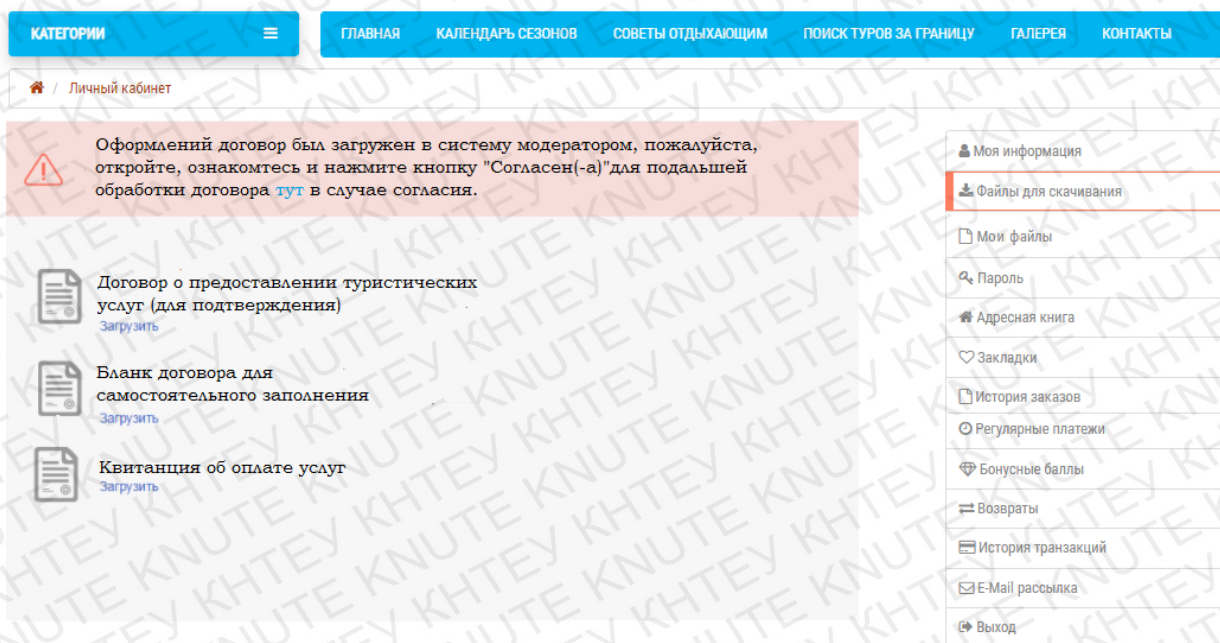 КАТЕГОРИИ
ГЛАВНАЯ КАЛЕНДАРЬ СЕЗОНОВ СОВЕТЫ ОТДЫХАЮЩИМ ПОИСК ТУРОВ ЗА ГРАНИЦУ ГАЛЕРЕЯ КОНТАКТЫ
/ Личный кабинет
Оформлений договор был загружен в систему модератором, пожалуйста,
откройте, ознакомтесь и нажмите кнопку "Согласен(-а)"для подальшей
обработки договора тут в случае согласия.
Договор о предоставлении туристических
услуг (для подтверждения)
Загрузить
Бланк договора для
самостоятельного заполнения
Загрузить
Квитанция об оплате услуг
Загрузить
Моя информация
Файлы для скачивания
Мои файлы
Пароль
Адресная книга
Закладки
История заказов
Регулярные платежи
Бонусные баллы
Возвраты
История транзакций
E-Mail рассылка
Выход